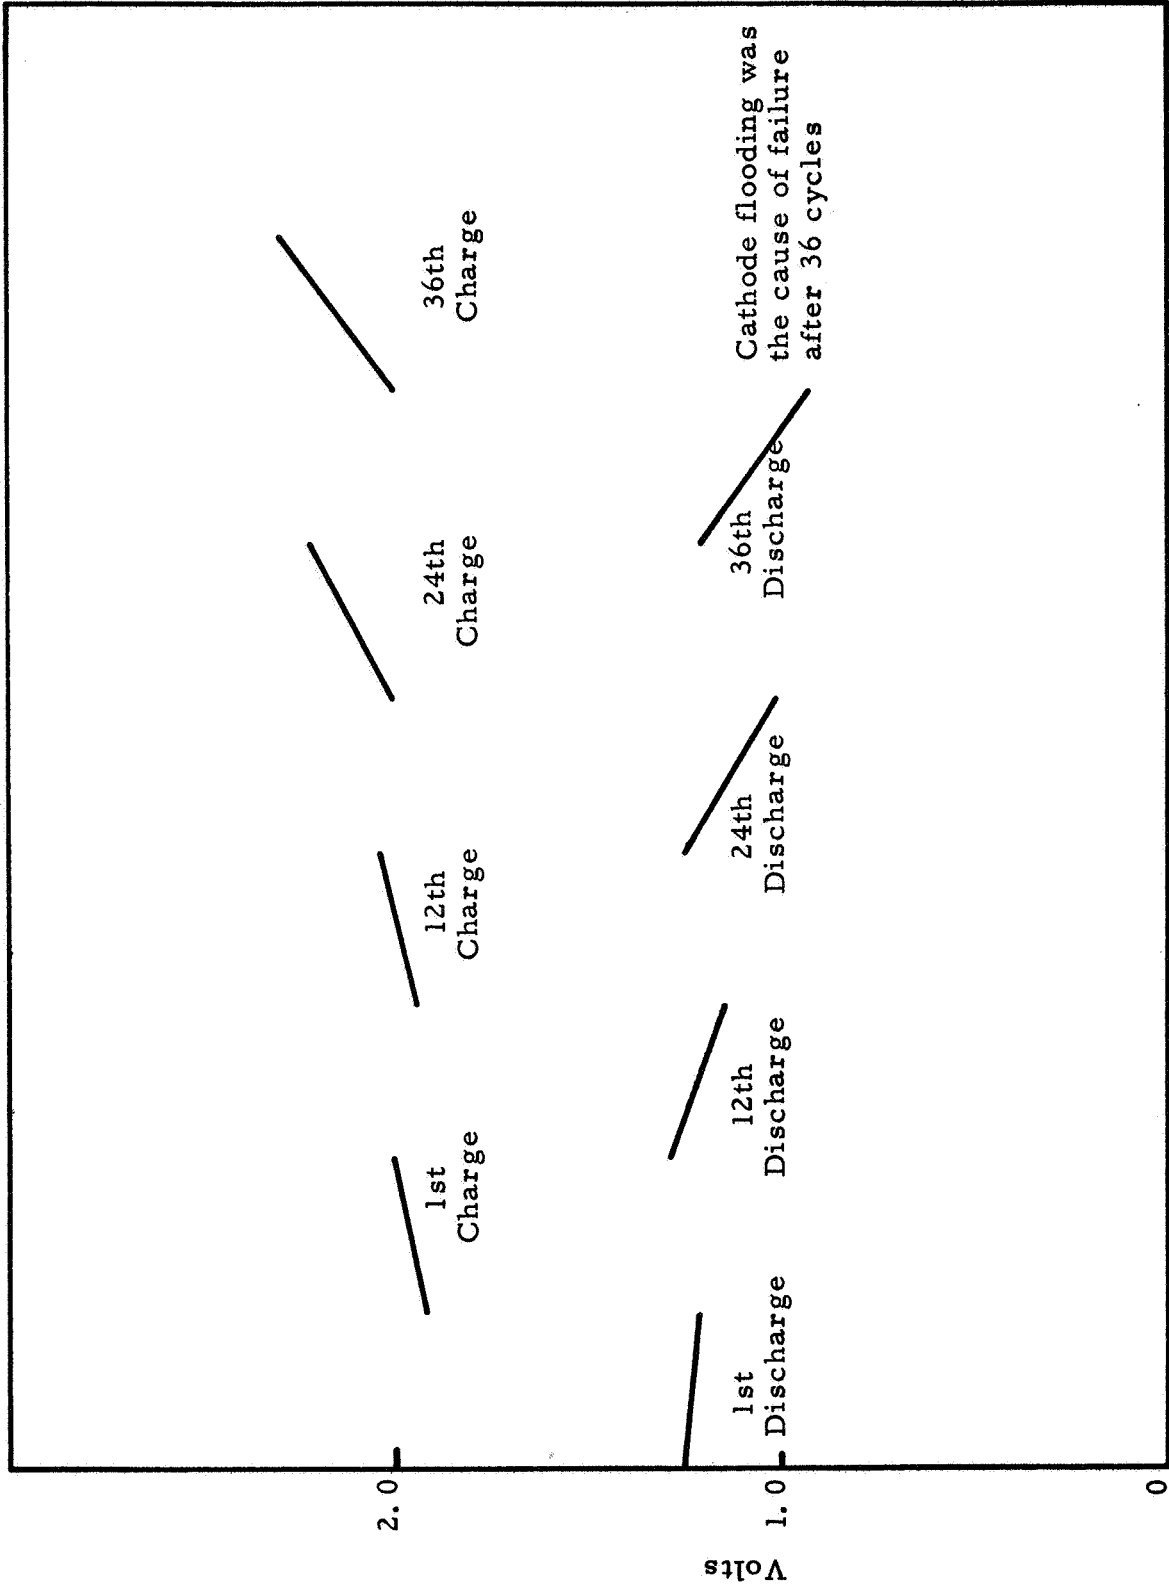 Volts
2.0
1.0
0
1st
Charge
12th
Charge
24th
Charge
36th
Charge
1st
Discharge
12th
Discharge
24th
Discharge
36th
Discharge
Cathode flooding was
the cause of failure
after 36 cycles